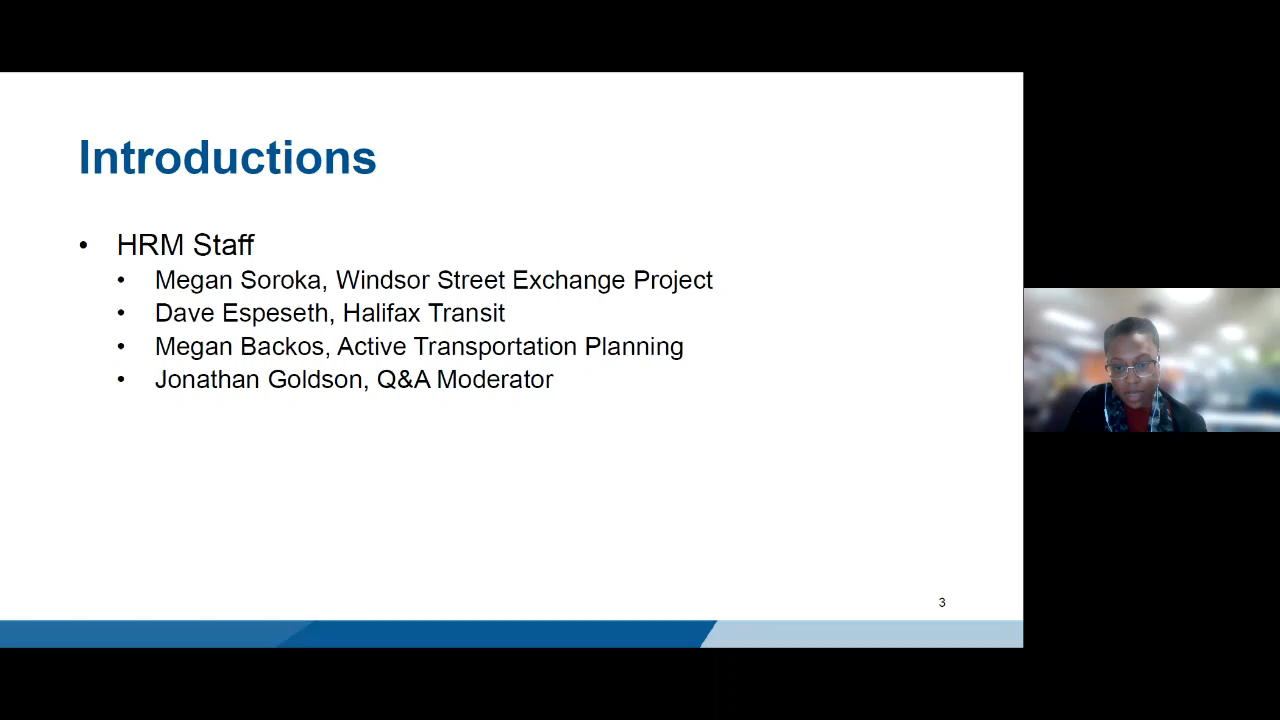 Introductions
• HRM Staff
• Megan Soroka, Windsor Street Exchange Project
• Dave Espeseth, Halifax Transit
• Megan Backos, Active Transportation Planning
• Jonathan Goldson, Q&A Moderator
3